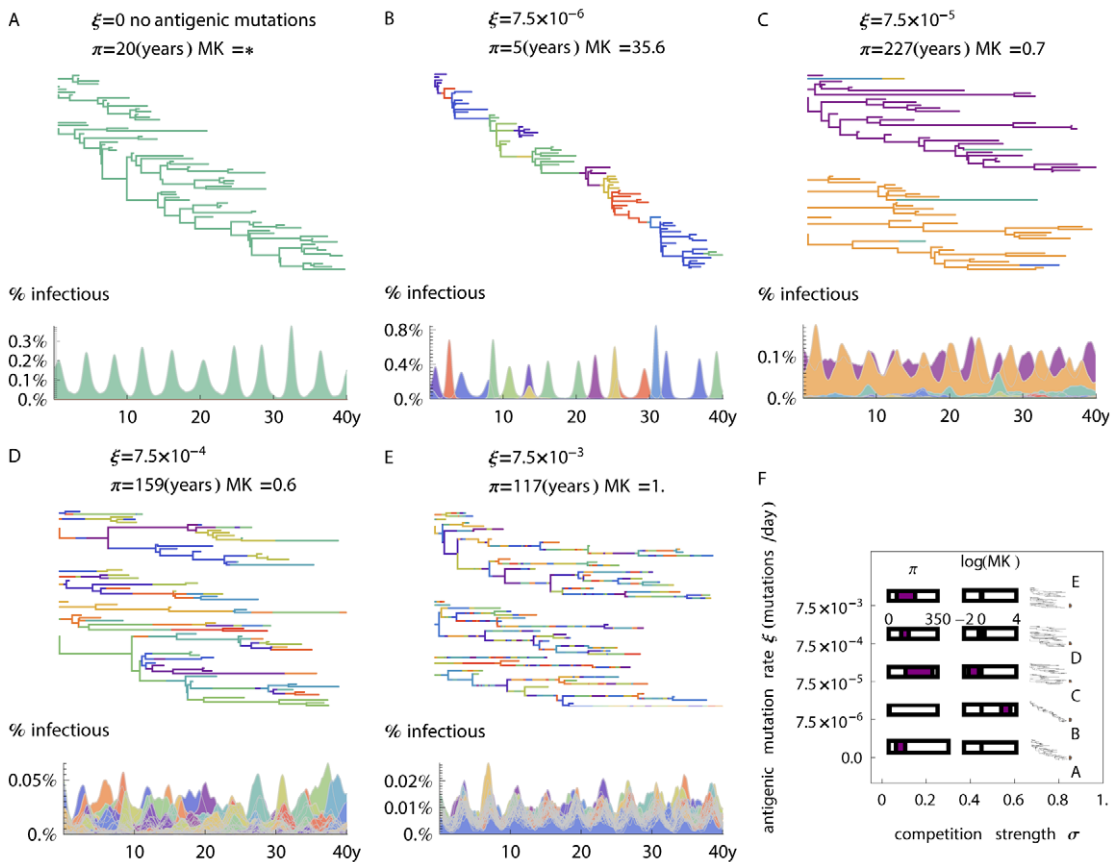 A
ξ=0 no antigenic mutations
π=20(years) MK =*
% infectious
0.3%
0.2%
0.1%
0.%
10 20 30 40y
B
ξ=7.5×10⁻⁶
π=5(years) MK =35.6
% infectious
0.8%
0.4%
0.%
10 20 30 40y
C
ξ=7.5×10⁻⁵
π=227(years) MK =0.7
% infectious
0.1%
0.%
10 20 30 40y
D
ξ=7.5×10⁻⁴
π=159(years) MK =0.6
% infectious
0.05%
0.%
10 20 30 40y
E
ξ=7.5×10⁻³
π=117(years) MK =1.
% infectious
0.02%
0.01%
0.%
10 20 30 40y
F
antigenic mutation rate ξ (mutations /day)
π log(MK)
E
7.5×10⁻³
0 350 −2 0 4
7.5×10⁻⁴
D
7.5×10⁻⁵
C
7.5×10⁻⁶
B
0.0
A
0 0.2 0.4 0.6 0.8 1.
competition strength σ